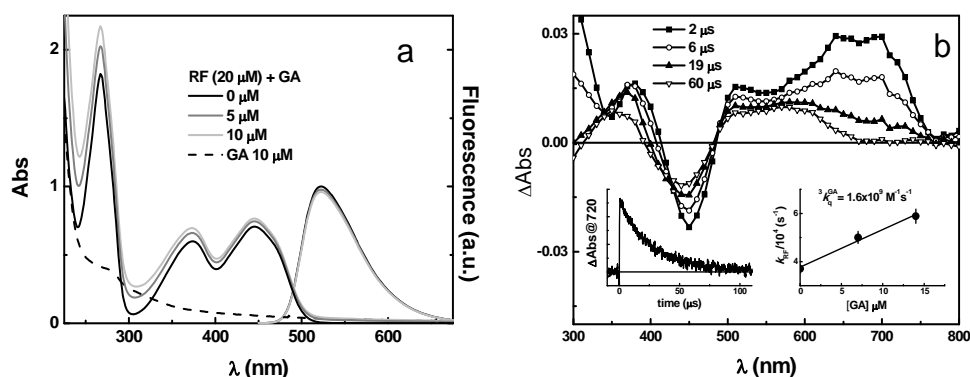 a
RF (20 μM) + GA
0 μM
5 μM
10 μM
GA 10 μM
Abs
Fluorescence (a.u.)
2
1
0
300
400
500
600
λ (nm)
b
2 μs
6 μs
19 μs
60 μs
ΔAbs
0.03
0.00
-0.03
ΔAbs@720
0
50
100
time (μs)
³k_q^GA = 1.6x10⁹ M⁻¹s⁻¹
k_RF/10⁴ (s⁻¹)
6
4
0
5
10
15
[GA] μM
300
400
500
600
700
800
λ (nm)